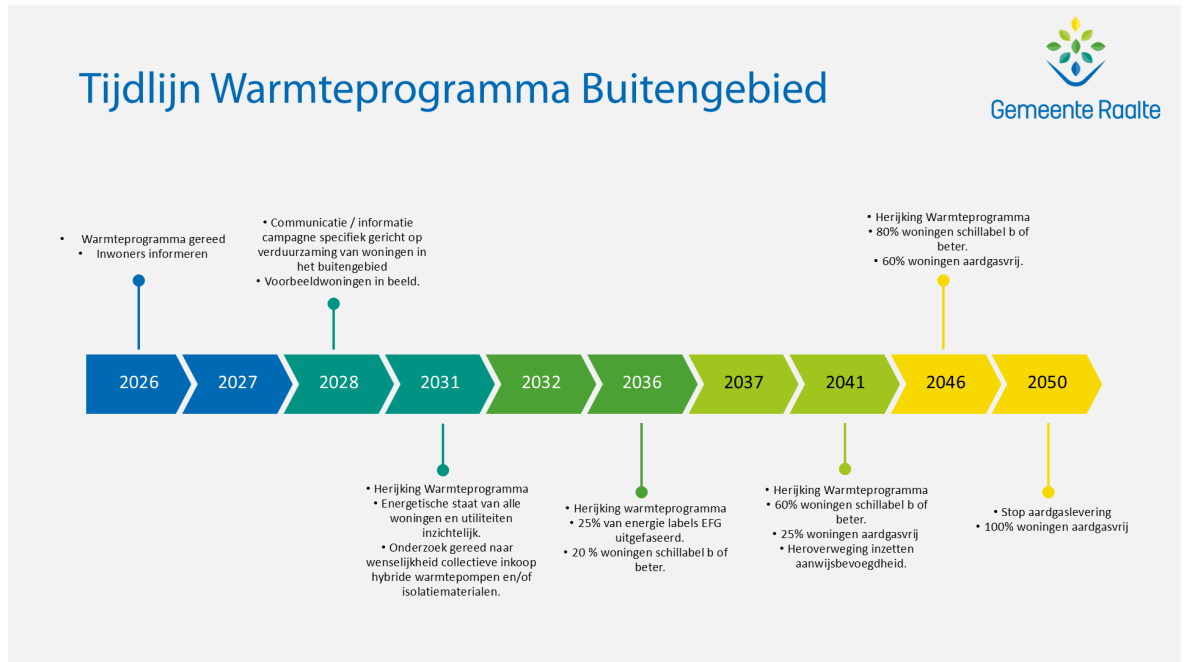 Tijdlijn Warmteprogramma Buitengebied
Gemeente Raalte
• Warmteprogramma gereed
• Inwoners informeren
• Communicatie / informatie
campagne specifiek gericht op
verduurzaming van woningen in
het buitengebied
• Voorbeeldwoningen in beeld.
• Herijking Warmteprogramma
• 80% woningen schillabel b of
beter.
• 60% woningen aardgasvrij.
2026
2027
2028
2031
2032
2036
2037
2041
2046
2050
• Herijking Warmteprogramma
• Energetische staat van alle
woningen en utiliteiten
inzichtelijk.
• Onderzoek gereed naar
wenselijkheid collectieve inkoop
hybride warmtepompen en/of
isolatiematerialen.
• Herijking warmteprogramma
• 25% van energie labels EFG
uitgefaseerd.
• 20 % woningen schillabel b of
beter.
• Herijking Warmteprogramma
• 60% woningen schillabel b of
beter.
• 25% woningen aardgasvrij
• Heroverweging inzetten
aanwijsbevoegdheid.
• Stop aardgaslevering
• 100% woningen aardgasvrij